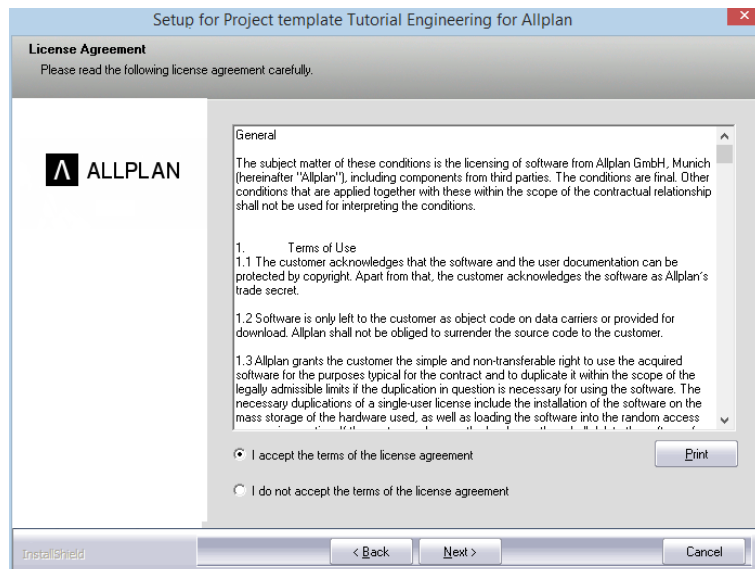 Setup for Project template Tutorial Engineering for Allplan
License Agreement
Please read the following license agreement carefully.
ALLPLAN
General
The subject matter of these conditions is the licensing of software from Allplan GmbH, Munich
(hereinafter "Allplan"), including components from third parties. The conditions are final. Other
conditions that are applied together with these within the scope of the contractual relationship
shall not be used for interpreting the conditions.
1. Terms of Use
1.1 The customer acknowledges that the software and the user documentation can be
protected by copyright. Apart from that, the customer acknowledges the software as Allplan´s
trade secret.
1.2 Software is only left to the customer as object code on data carriers or provided for
download. Allplan shall not be obliged to surrender the source code to the customer.
1.3 Allplan grants the customer the simple and non-transferable right to use the acquired
software for the purposes typical for the contract and to duplicate it within the scope of the
legally admissible limits if the duplication in question is necessary for using the software. The
necessary duplications of a single-user license include the installation of the software on the
mass storage of the hardware used, as well as loading the software into the random access
I accept the terms of the license agreement
Print
I do not accept the terms of the license agreement
InstallShield
< Back
Next >
Cancel